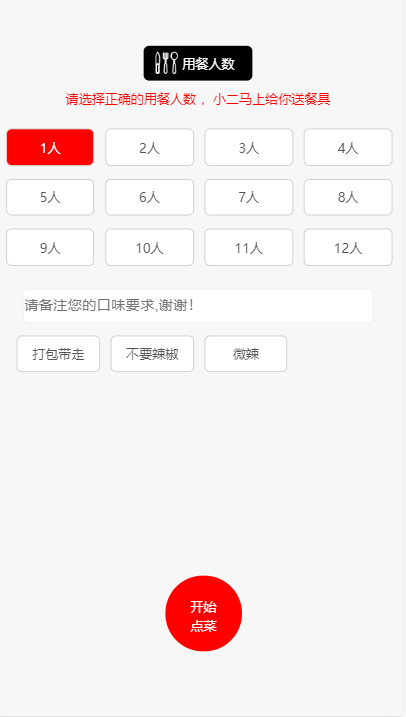 用餐人数
请选择正确的用餐人数 ，小二马上给你送餐具
1人 2人 3人 4人
5人 6人 7人 8人
9人 10人 11人 12人
请备注您的口味要求,谢谢!
打包带走 不要辣椒 微辣
开始
点菜